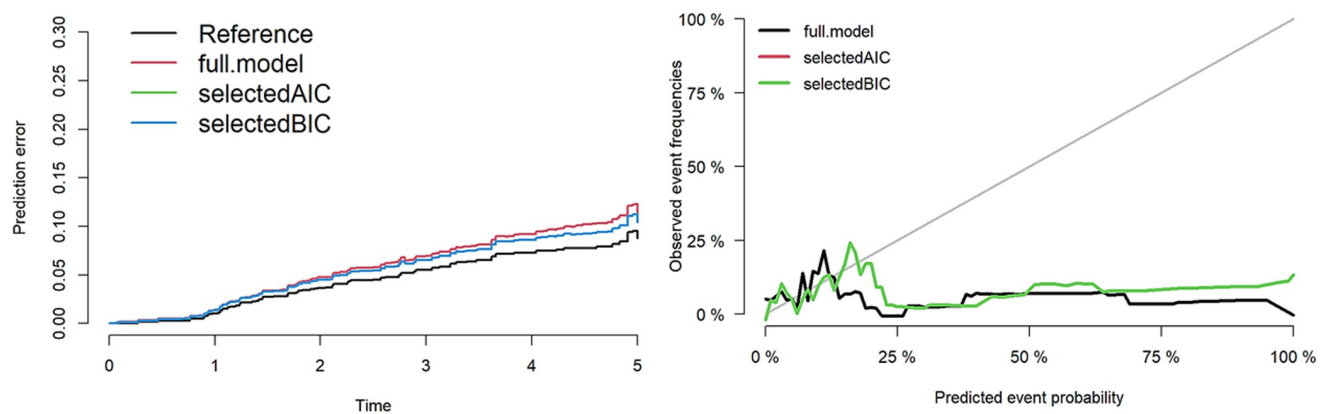 Prediction error
0.30
0.25
0.20
0.15
0.10
0.05
0.00
Reference
full.model
selectedAIC
selectedBIC
0 1 2 3 4 5
Time
Observed event frequencies
100 %
75 %
50 %
25 %
0 %
full.model
selectedAIC
selectedBIC
0 % 25 % 50 % 75 % 100 %
Predicted event probability